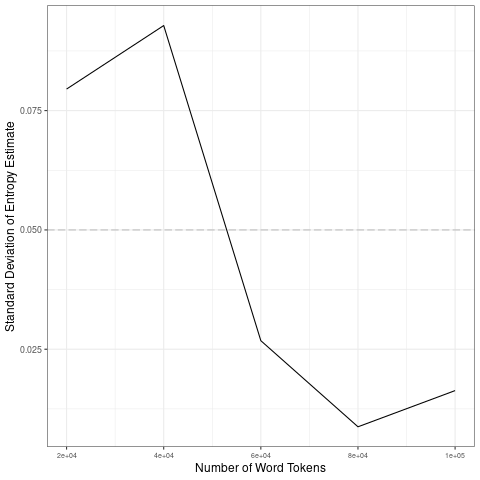 Standard Deviation of Entropy Estimate
0.075
0.050
0.025
2e+04 4e+04 6e+04 8e+04 1e+05
Number of Word Tokens